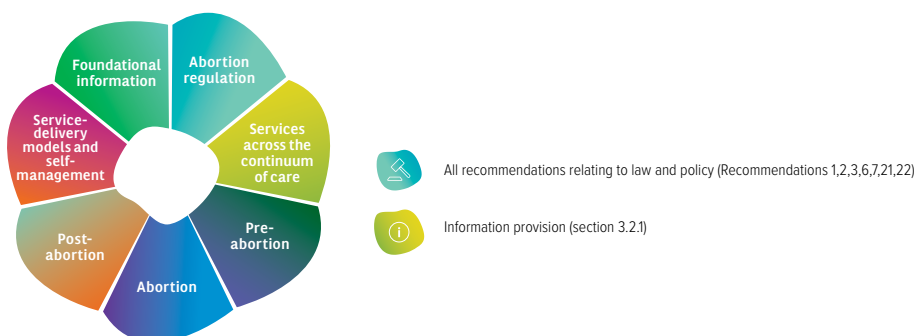 Foundational
information
Abortion
regulation
Services
across the
continuum
of care
Pre-
abortion
Abortion
Post-
abortion
Service-
delivery
models and
self-
management
All recommendations relating to law and policy (Recommendations 1,2,3,6,7,21,22)
Information provision (section 3.2.1)